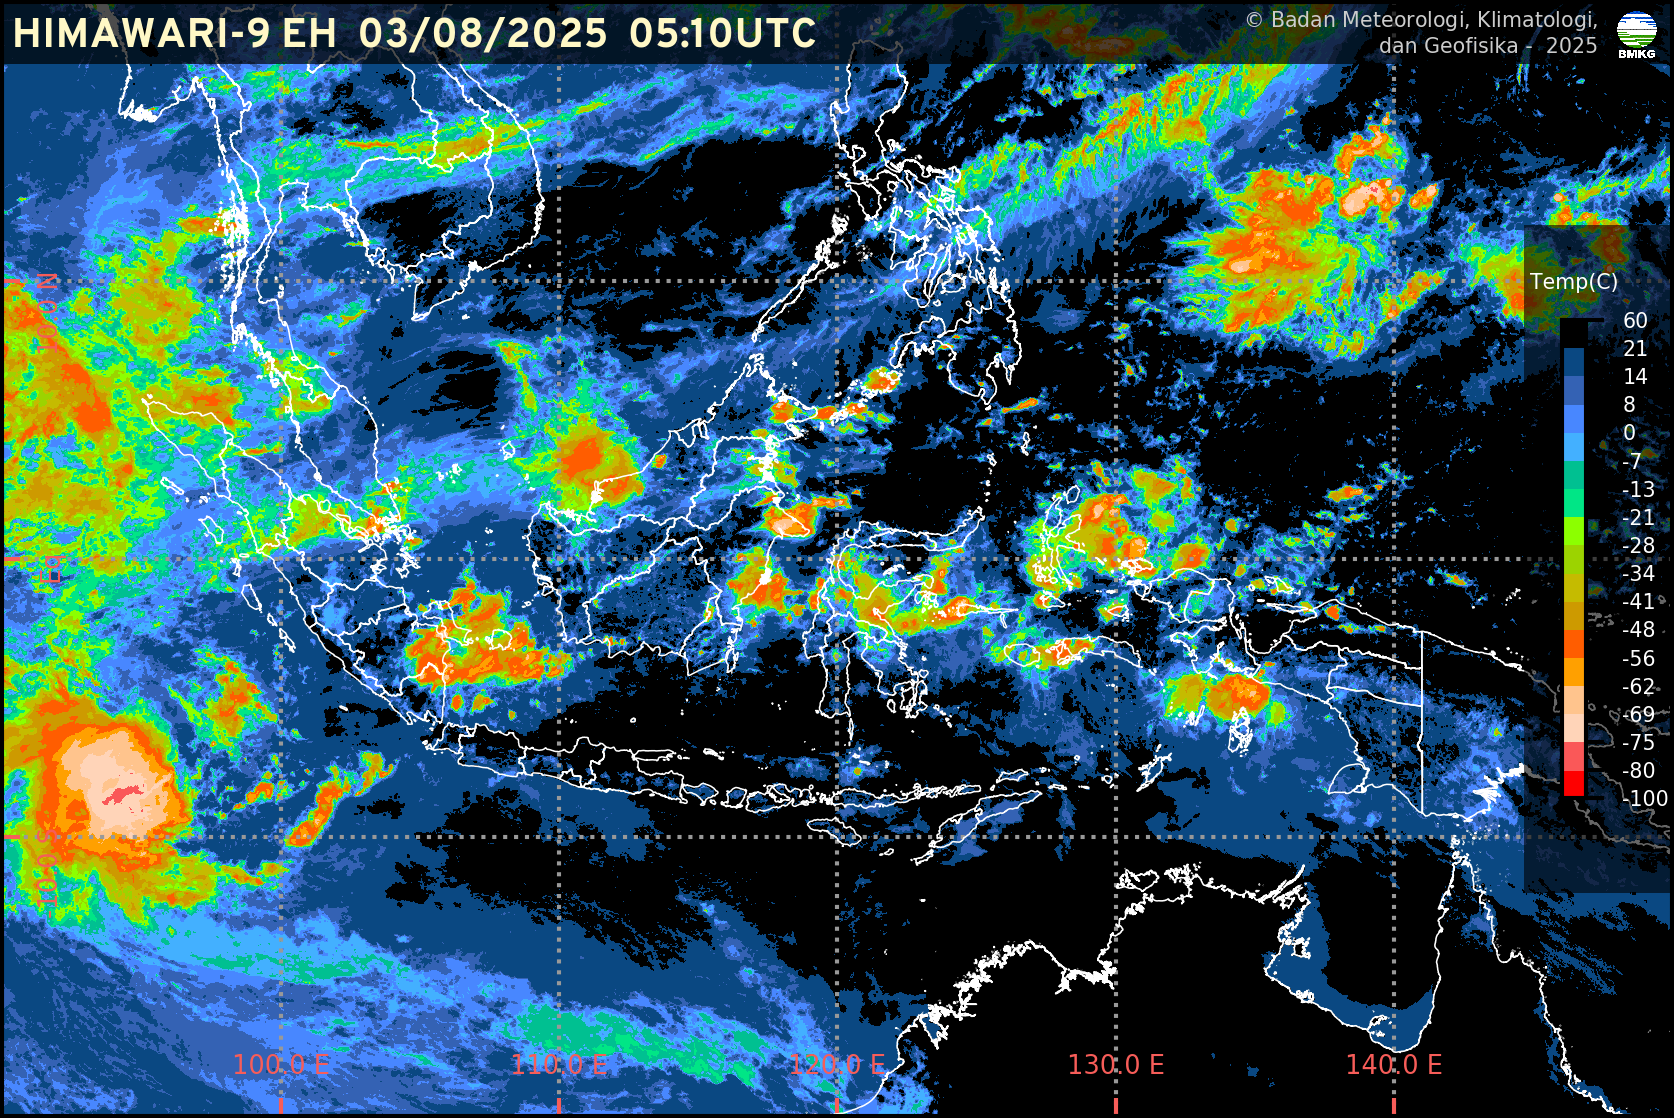 HIMAWARI-9 EH 03/08/2025 05:10UTC
© Badan Meteorologi, Klimatologi,
dan Geofisika - 2025
BMKG
Temp(C)
60
21
14
8
0
-7
-13
-21
-28
-34
-41
-48
-56
-62
-69
-75
-80
-100
100.0 E
110.0 E
120.0 E
130.0 E
140.0 E